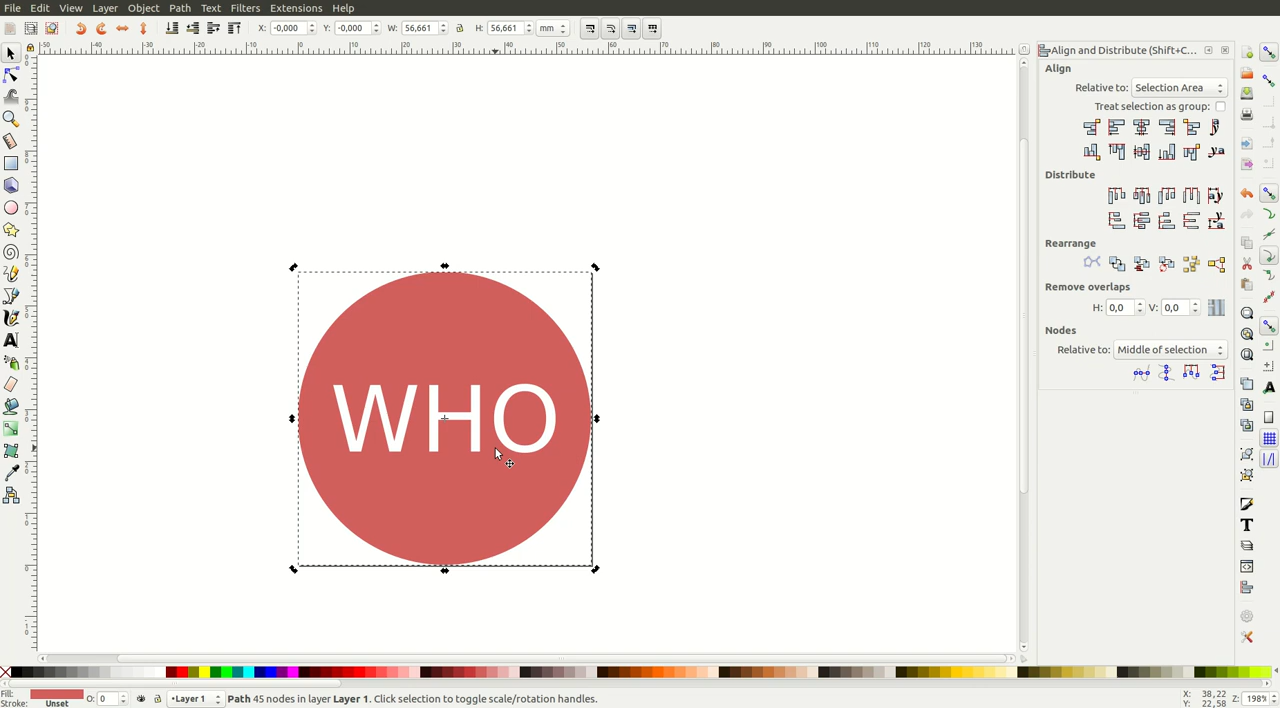 File Edit View Layer Object Path Text Filters Extensions Help
X: -0,000 Y: -0,000 W: 56,661 H: 56,661 mm
Align and Distribute (Shift+C...
Align
Relative to: Selection Area
Treat selection as group:
Distribute
Rearrange
Remove overlaps
H: 0,0 V: 0,0
Nodes
Relative to: Middle of selection
WHO
Fill:
Stroke: Unset
O: 0
•Layer 1
Path 45 nodes in layer Layer 1. Click selection to toggle scale/rotation handles.
X: 38,22
Y: 22,58
Z: 198%